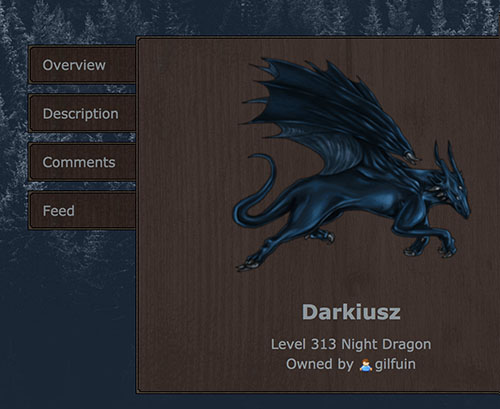 Overview
Description
Comments
Feed
Darkiusz
Level 313 Night Dragon
Owned by gilfuin